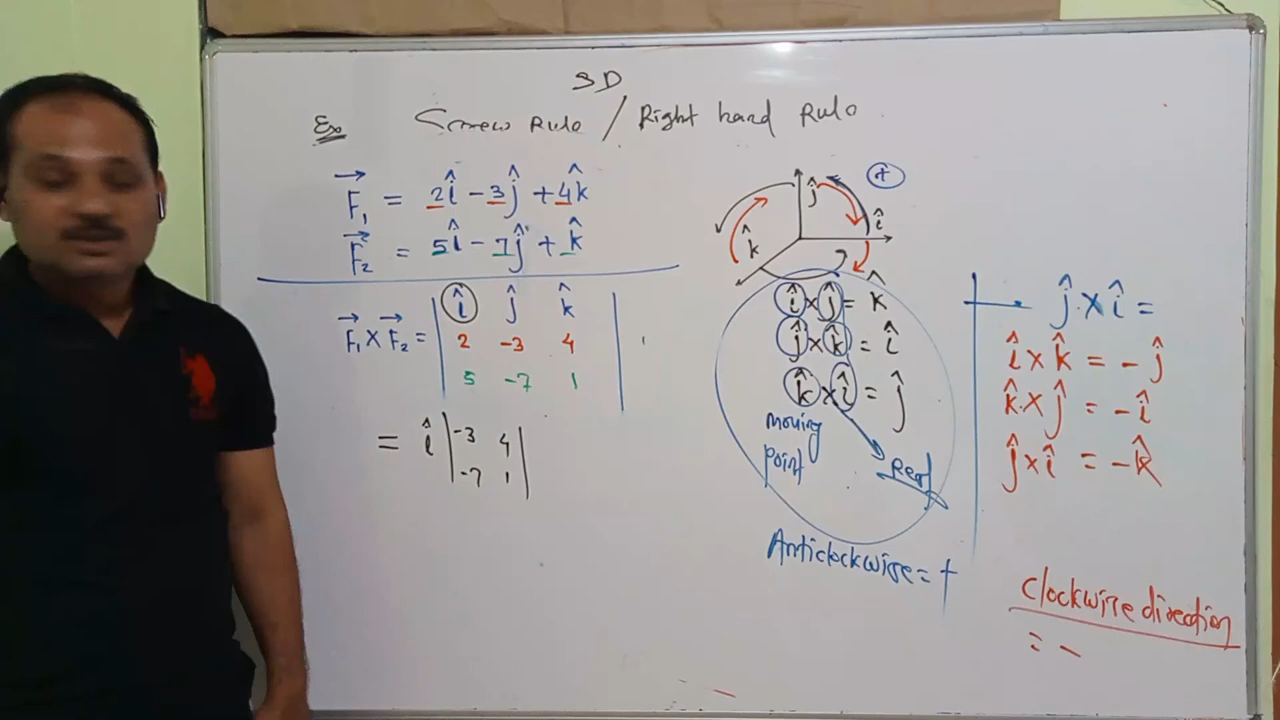 3D
Ex Screw Rule / Right hand Rule
F₁ = 2î - 3ĵ + 4k̂
F₂ = 5î - 7ĵ + k̂
F₁ × F₂ = | î ĵ k̂ |
2 -3 4
5 -7 1
= î | -3 4 |
-7 1
ĵ +
î
k̂
î × ĵ = k̂
ĵ × k̂ = î
k̂ × î = ĵ
moving
point
Anticlockwise = +
ĵ × î =
î × k̂ = -ĵ
k̂ × ĵ = -î
ĵ × î = -k̂
Clockwise direction
= -